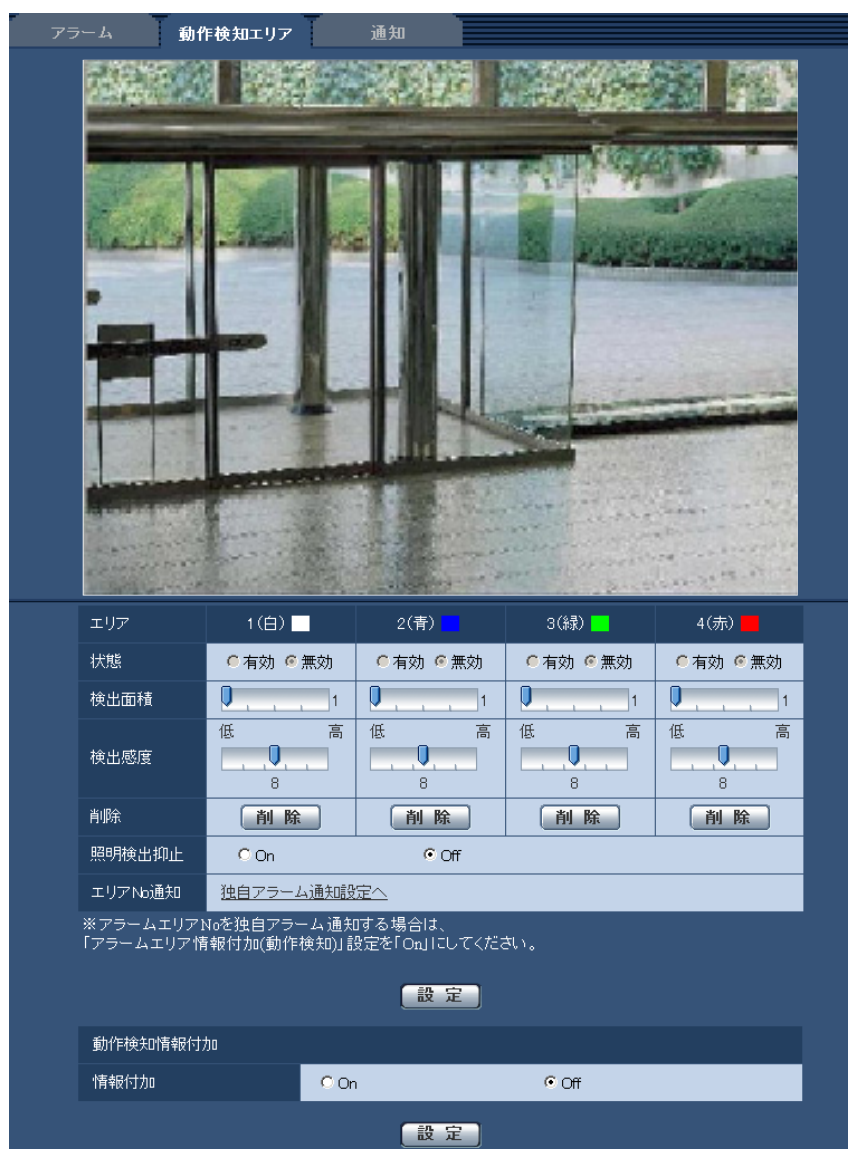 アラーム 動作検知エリア 通知
エリア 1(白) 2(青) 3(緑) 4(赤)
状態 有効 無効 有効 無効 有効 無効 有効 無効
検出面積 1 1 1 1
低 高 低 高 低 高 低 高
検出感度
8 8 8 8
削除 削除 削除 削除 削除
照明検出抑止 On Off
エリアNo通知 独自アラーム通知設定へ
※アラームエリアNoを独自アラーム通知する場合は、
「アラームエリア情報付加(動作検知)」設定を「On」にしてください。
設定
動作検知情報付加
情報付加 On Off
設定